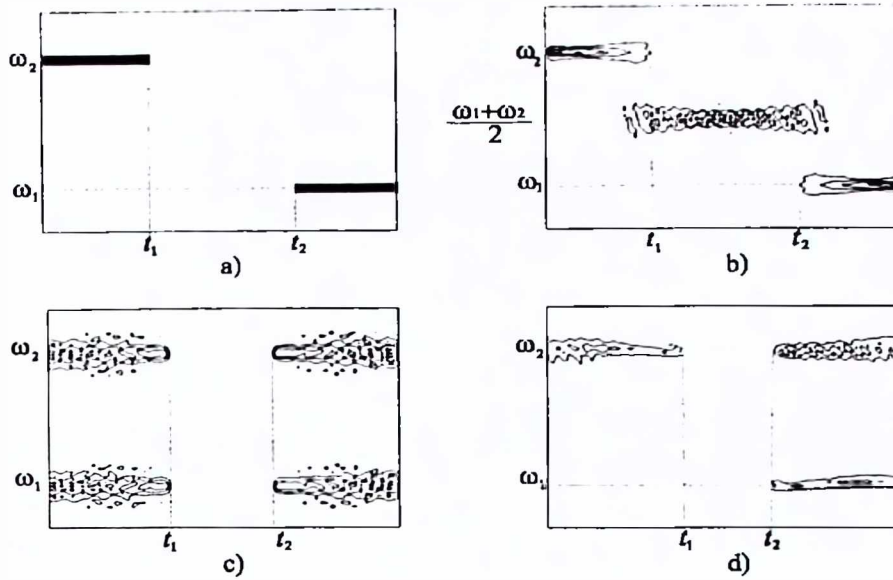 ω₂
ω₁
t₁ t₂
a)
ω₂
ω₁+ω₂
2
ω₁
t₁ t₂
b)
ω₂
ω₁
t₁ t₂
c)
ω₂
ω₁
t₁ t₂
d)